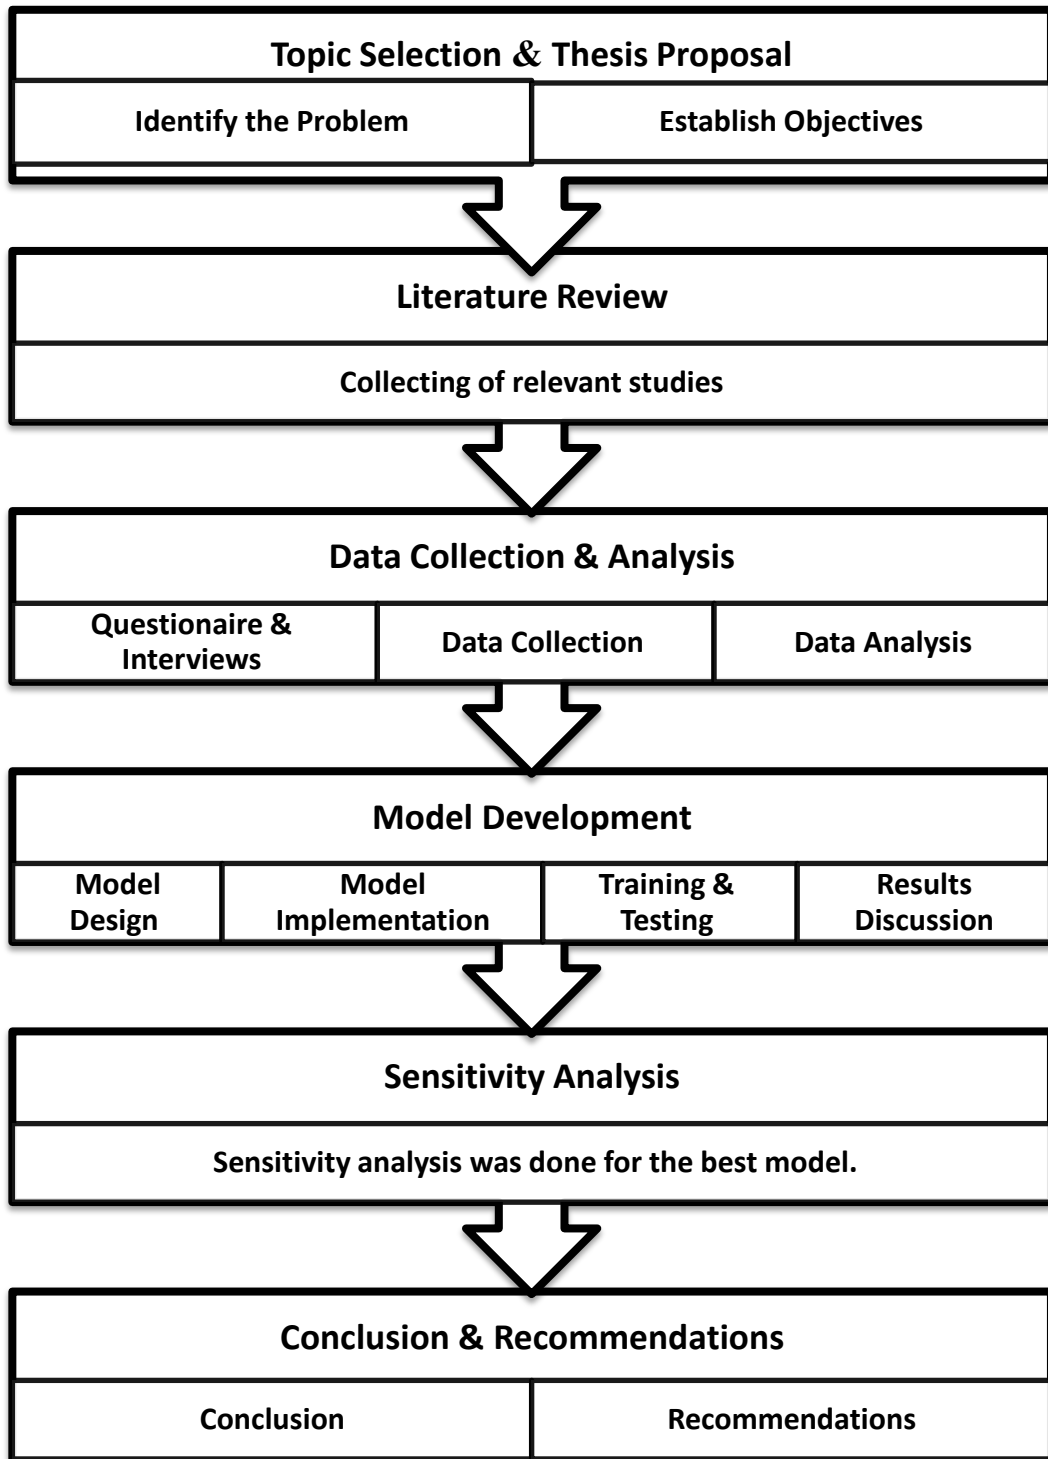 Topic Selection & Thesis Proposal
Identify the Problem
Establish Objectives
Literature Review
Collecting of relevant studies
Data Collection & Analysis
Questionaire &
Interviews
Data Collection
Data Analysis
Model Development
Model
Design
Model
Implementation
Training &
Testing
Results
Discussion
Sensitivity Analysis
Sensitivity analysis was done for the best model.
Conclusion & Recommendations
Conclusion
Recommendations